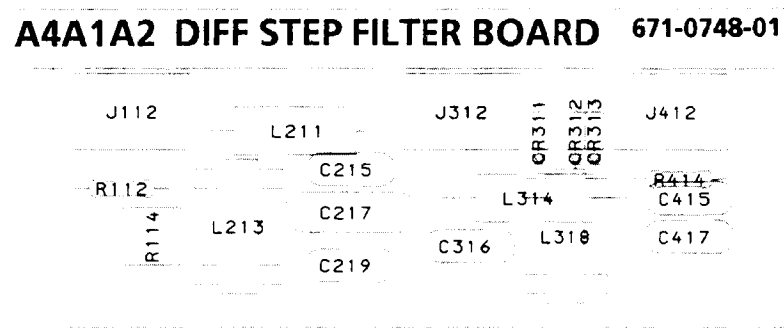 A4A1A2 DIFF STEP FILTER BOARD 671-0748-01
J112 J312 CR311 CR312 CR313 J412
L211
C215
R112 R414
L314 C415
C217
R114 L213
C316 L318 C417
C219